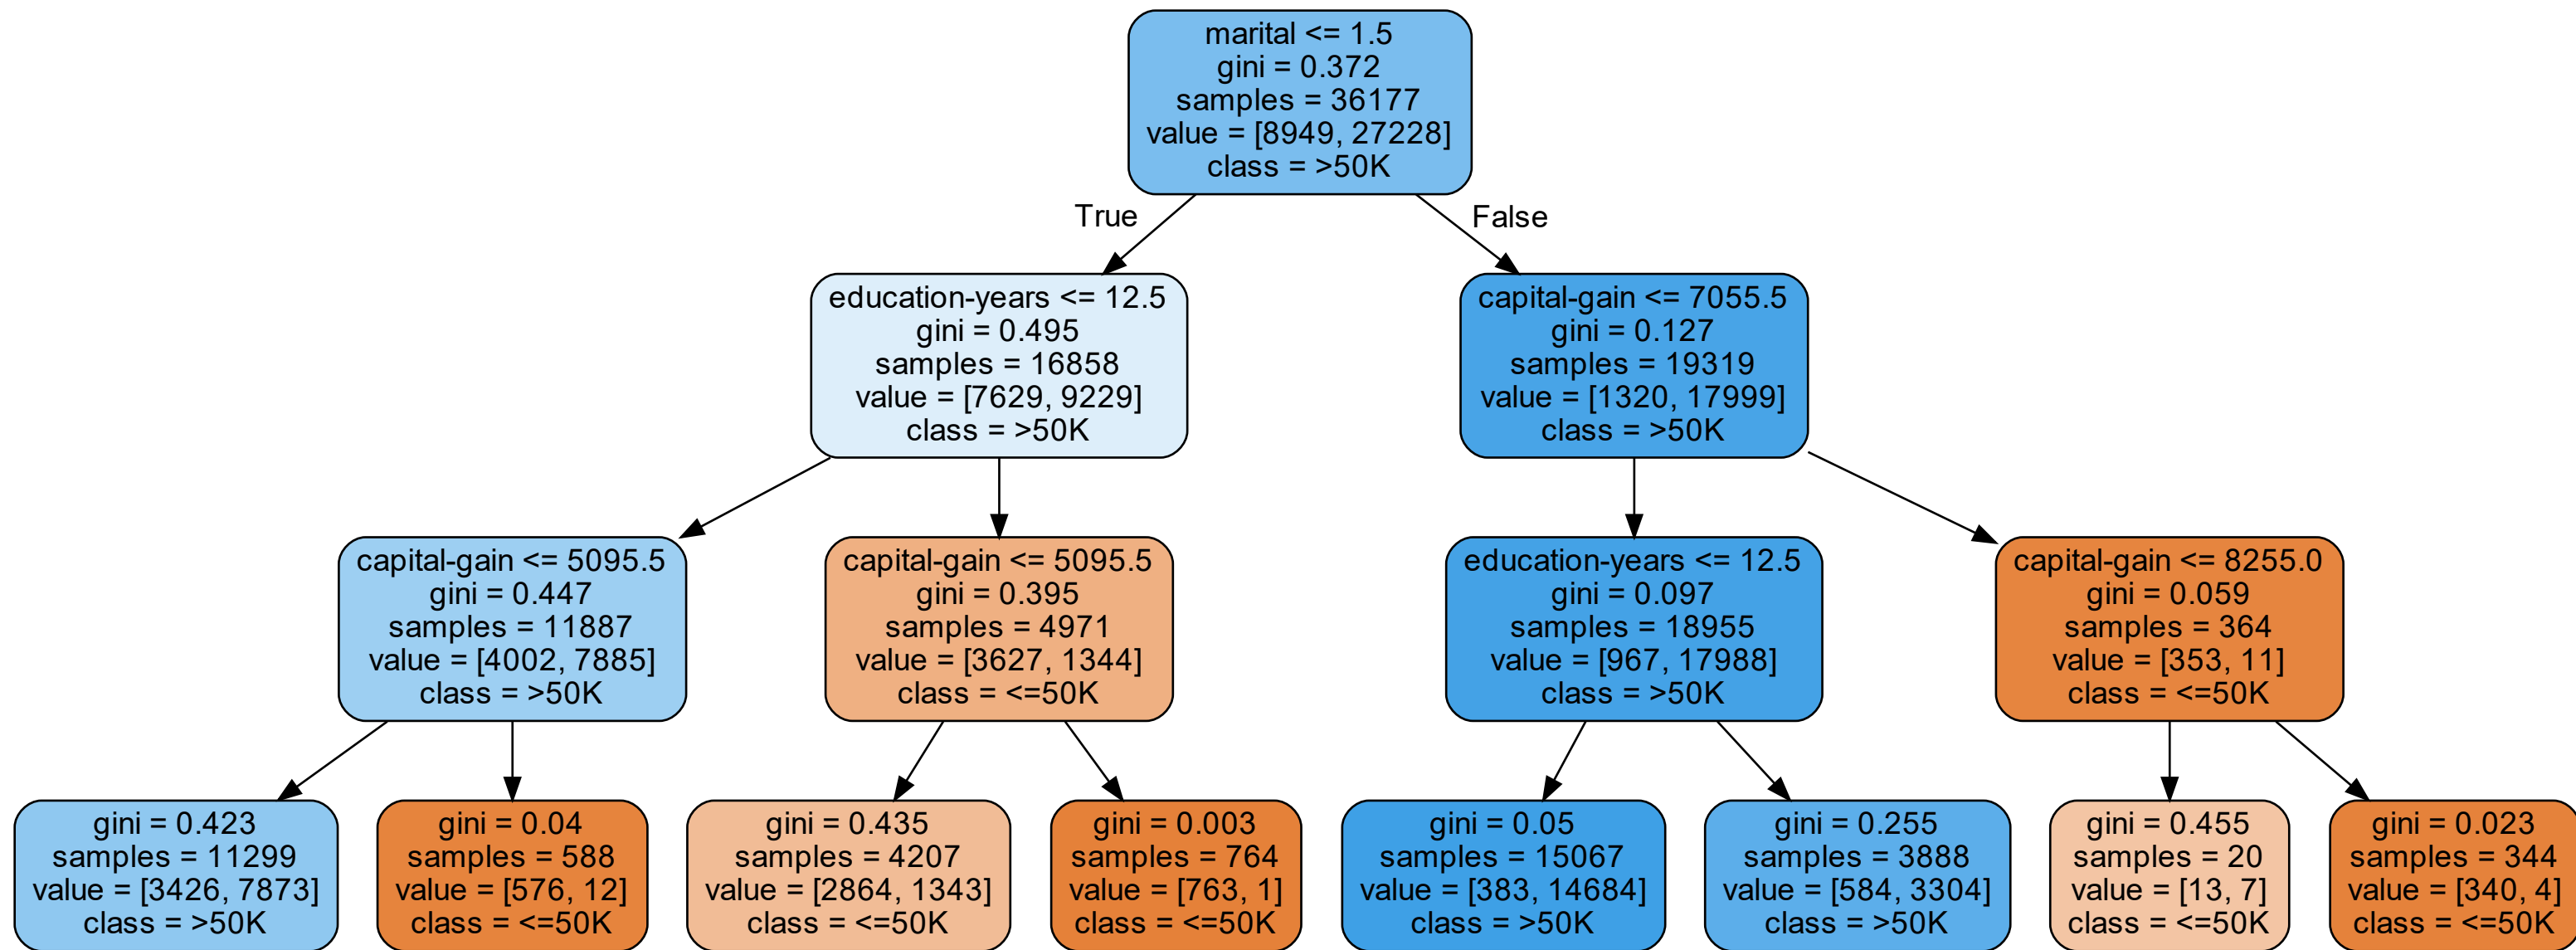 marital <= 1.5
gini = 0.372
samples = 36177
value = [8949, 27228]
class = >50K
True
False
education-years <= 12.5
gini = 0.495
samples = 16858
value = [7629, 9229]
class = >50K
capital-gain <= 7055.5
gini = 0.127
samples = 19319
value = [1320, 17999]
class = >50K
capital-gain <= 5095.5
gini = 0.447
samples = 11887
value = [4002, 7885]
class = >50K
capital-gain <= 5095.5
gini = 0.395
samples = 4971
value = [3627, 1344]
class = <=50K
education-years <= 12.5
gini = 0.097
samples = 18955
value = [967, 17988]
class = >50K
capital-gain <= 8255.0
gini = 0.059
samples = 364
value = [353, 11]
class = <=50K
gini = 0.423
samples = 11299
value = [3426, 7873]
class = >50K
gini = 0.04
samples = 588
value = [576, 12]
class = <=50K
gini = 0.435
samples = 4207
value = [2864, 1343]
class = <=50K
gini = 0.003
samples = 764
value = [763, 1]
class = <=50K
gini = 0.05
samples = 15067
value = [383, 14684]
class = >50K
gini = 0.255
samples = 3888
value = [584, 3304]
class = >50K
gini = 0.455
samples = 20
value = [13, 7]
class = <=50K
gini = 0.023
samples = 344
value = [340, 4]
class = <=50K